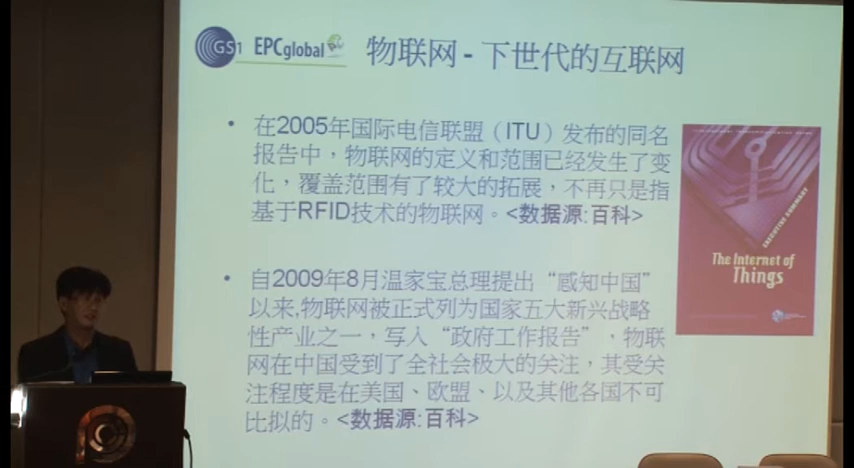 GS1 EPCglobal 物联网 - 下世代的互联网
• 在2005年国际电信联盟（ITU）发布的同名
报告中，物联网的定义和范围已经发生了变
化，覆盖范围有了较大的拓展，不再只是指
基于RFID技术的物联网。<数据源:百科>
• 自2009年8月温家宝总理提出“感知中国”
以来,物联网被正式列为国家五大新兴战略
性产业之一，写入“政府工作报告”，物联
网在中国受到了全社会极大的关注，其受关
注程度是在美国、欧盟、以及其他各国不可
比拟的。<数据源:百科>
EXECUTIVE SUMMARY
The Internet of
Things